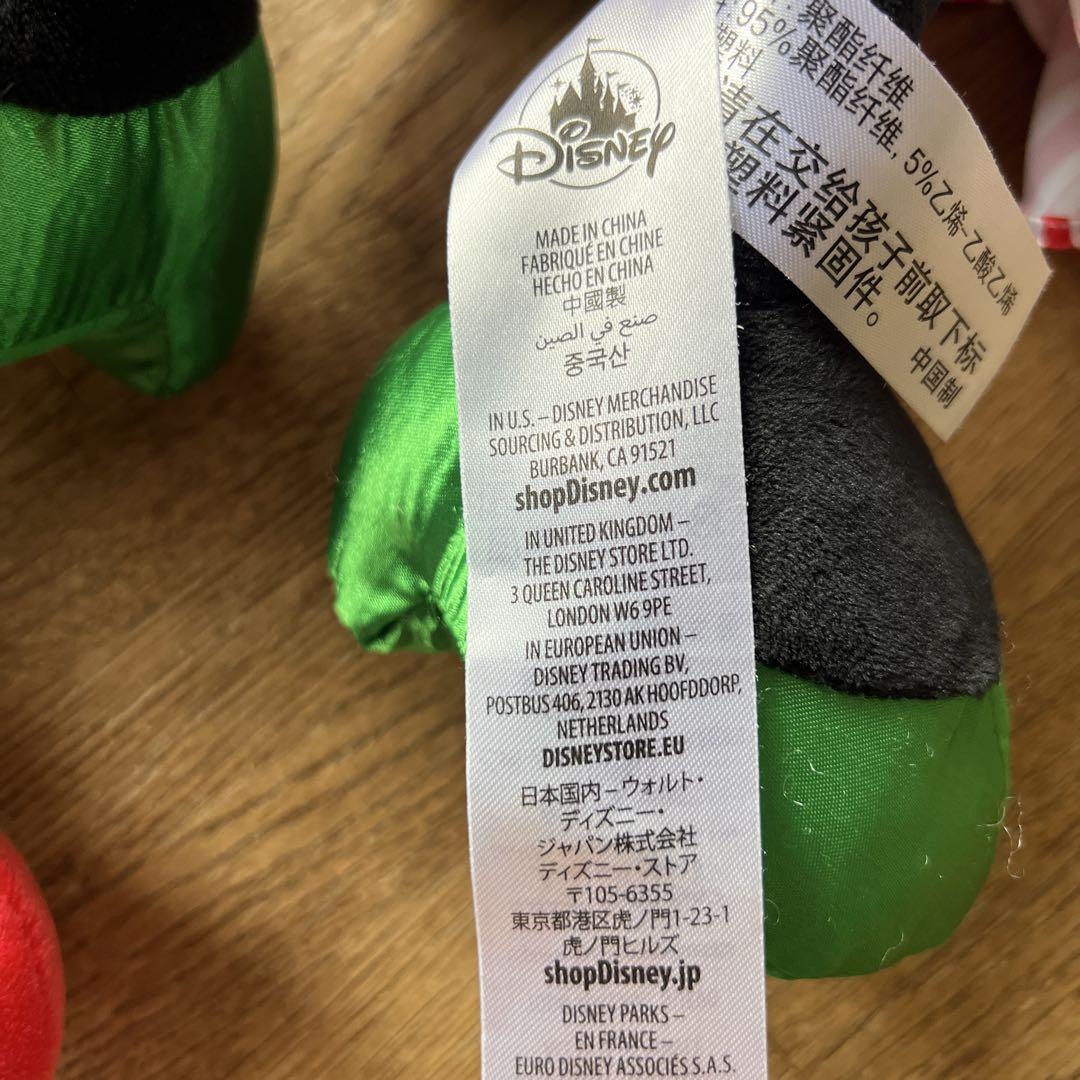 DISNEY
MADE IN CHINA
FABRIQUÉ EN CHINE
HECHO EN CHINA
中國製
صنع في الصين
중국산
IN U.S. – DISNEY MERCHANDISE
SOURCING & DISTRIBUTION, LLC
BURBANK, CA 91521
shopDisney.com
IN UNITED KINGDOM –
THE DISNEY STORE LTD.
3 QUEEN CAROLINE STREET,
LONDON W6 9PE
IN EUROPEAN UNION –
DISNEY TRADING BV,
POSTBUS 406, 2130 AK HOOFDDORP,
NETHERLANDS
DISNEYSTORE.EU
日本国内 – ウォルト・
ディズニー・
ジャパン株式会社
ディズニー・ストア
〒105-6355
東京都港区虎ノ門1-23-1
虎ノ門ヒルズ
shopDisney.jp
DISNEY PARKS –
EN FRANCE –
EURO DISNEY ASSOCIÉS S.A.S.
聚酯纤维
95%聚酯纤维, 5%乙烯-乙酸乙烯
塑料
请在交给孩子前取下标
塑料紧固件。
中国制